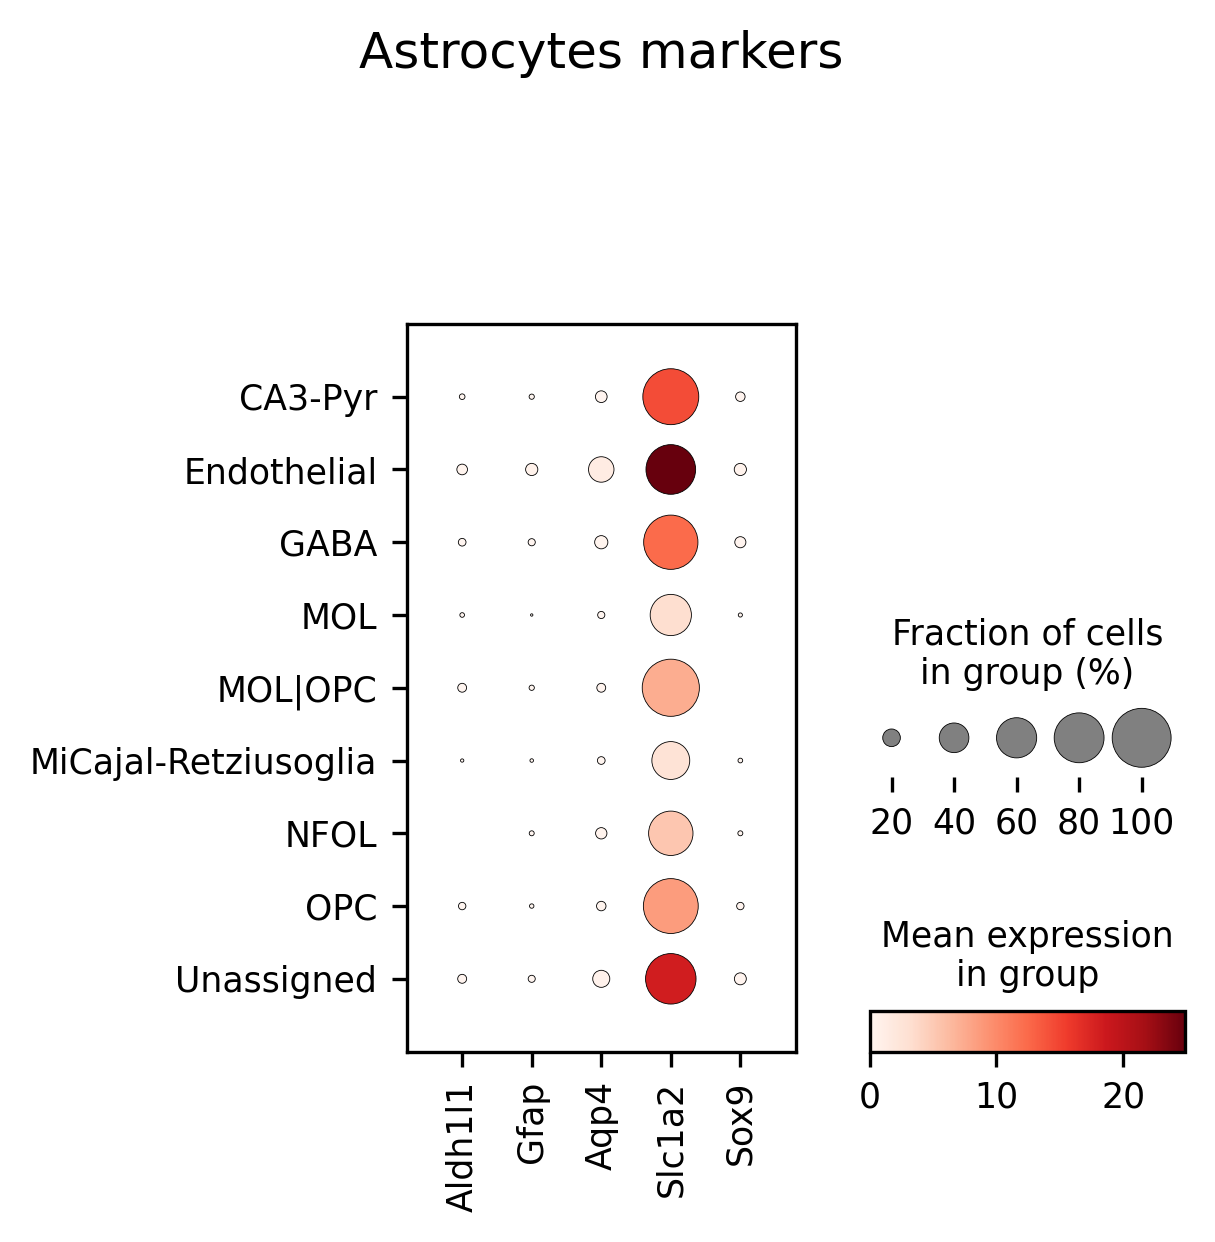 Astrocytes markers
CA3-Pyr
Endothelial
GABA
MOL
MOL|OPC
MiCajal-Retziusoglia
NFOL
OPC
Unassigned
Aldh1l1
Gfap
Aqp4
Slc1a2
Sox9
Fraction of cells
in group (%)
20 40 60 80 100
Mean expression
in group
0 10 20